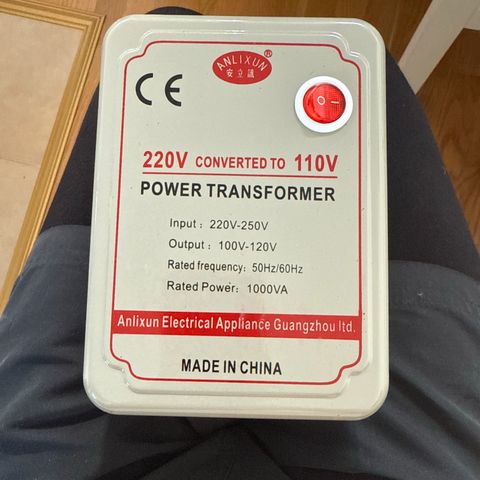 ANLIXUN ®
安立訊
CE
220V CONVERTED TO 110V
POWER TRANSFORMER
Input : 220V-250V
Output : 100V-120V
Rated frequency: 50Hz/60Hz
Rated Power: 1000VA
Anlixun Electrical Appliance Guangzhou ltd.
MADE IN CHINA